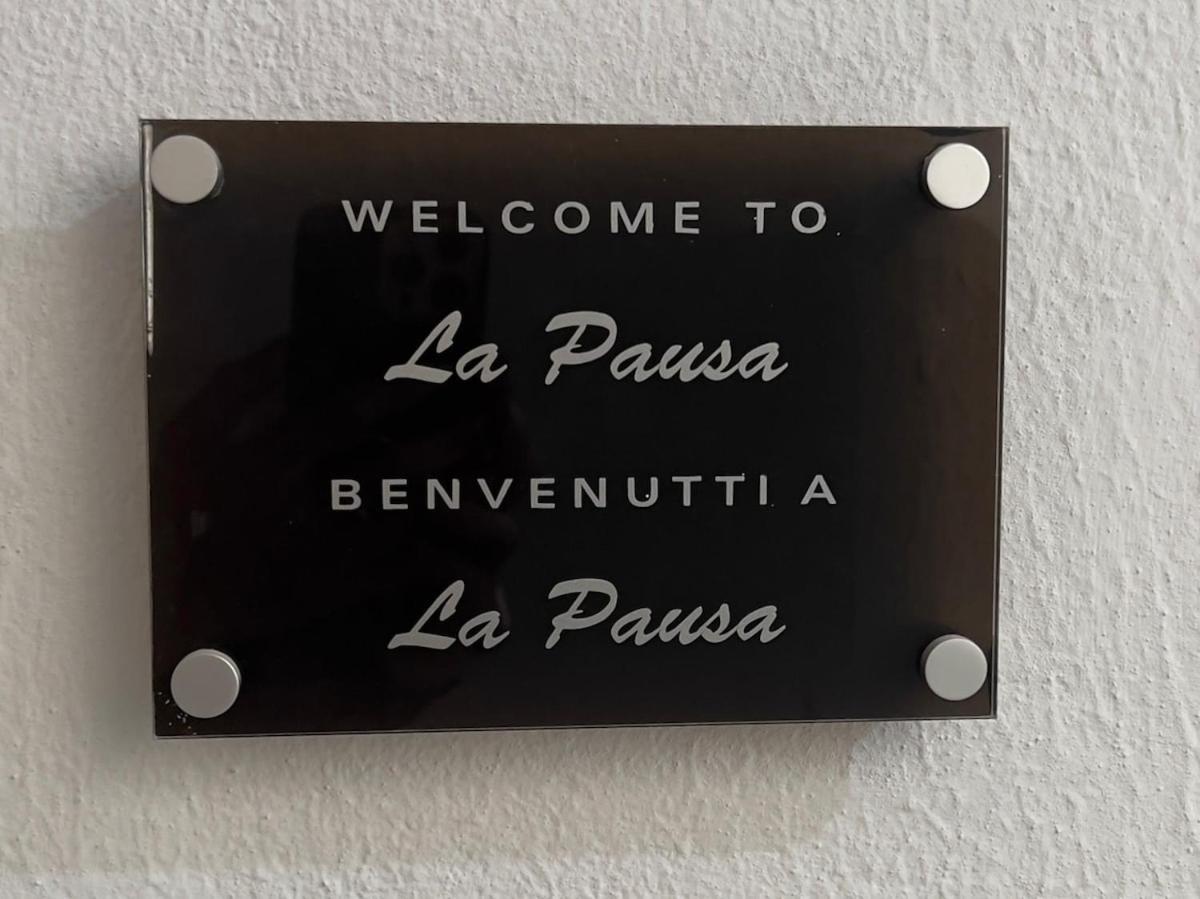 WELCOME TO
La Pausa
BENVENUTTI A
La Pausa